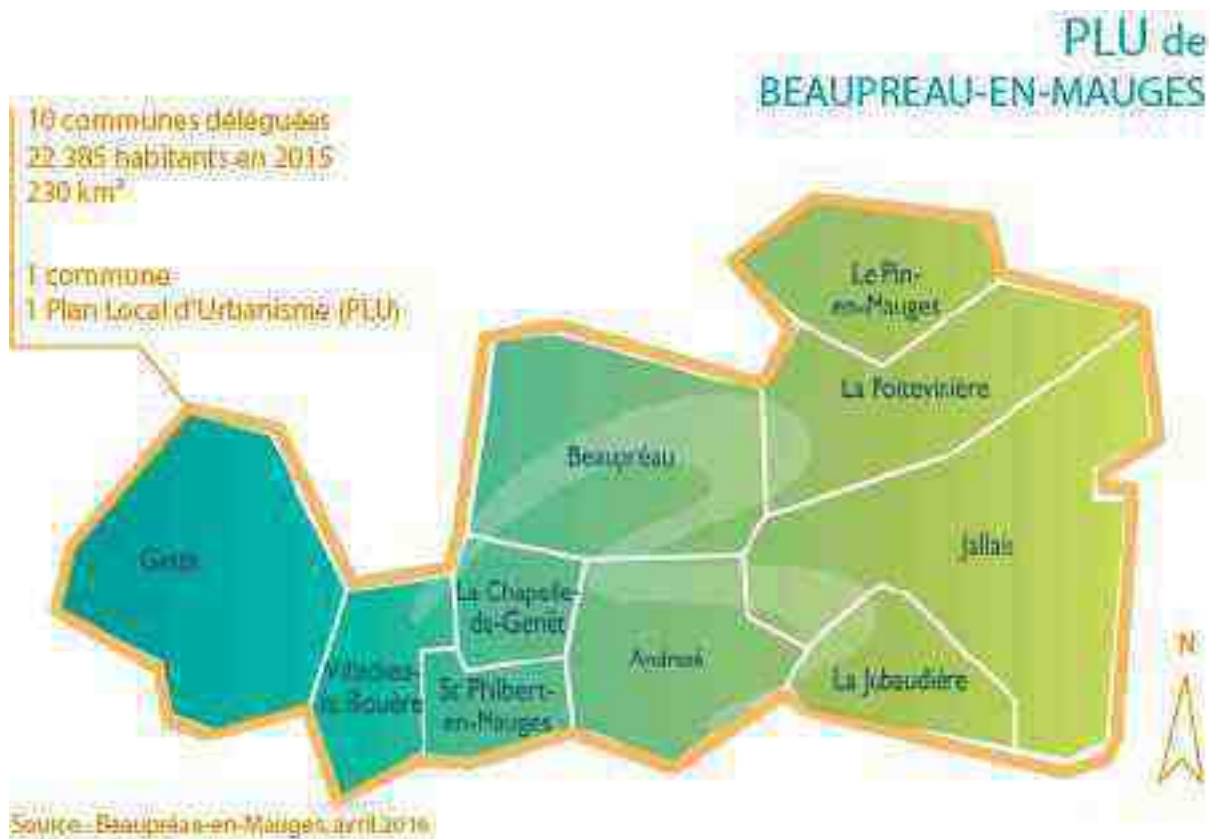 PLU de
BEAUPREAU-EN-MAUGES
10 communes déléguées
22 385 habitants en 2015
230 km²
1 commune
1 Plan Local d'Urbanisme (PLU)
Le Pin-
en-Mauges
La Poitevinière
Beaupréau
Jallais
Gesté
La Chapelle-
du-Genêt
Andrezé
Villedieu-
la-Blouère
St Philbert-
en-Mauges
La Jubaudière
N
Source : Beaupréau-en-Mauges, avril 2016